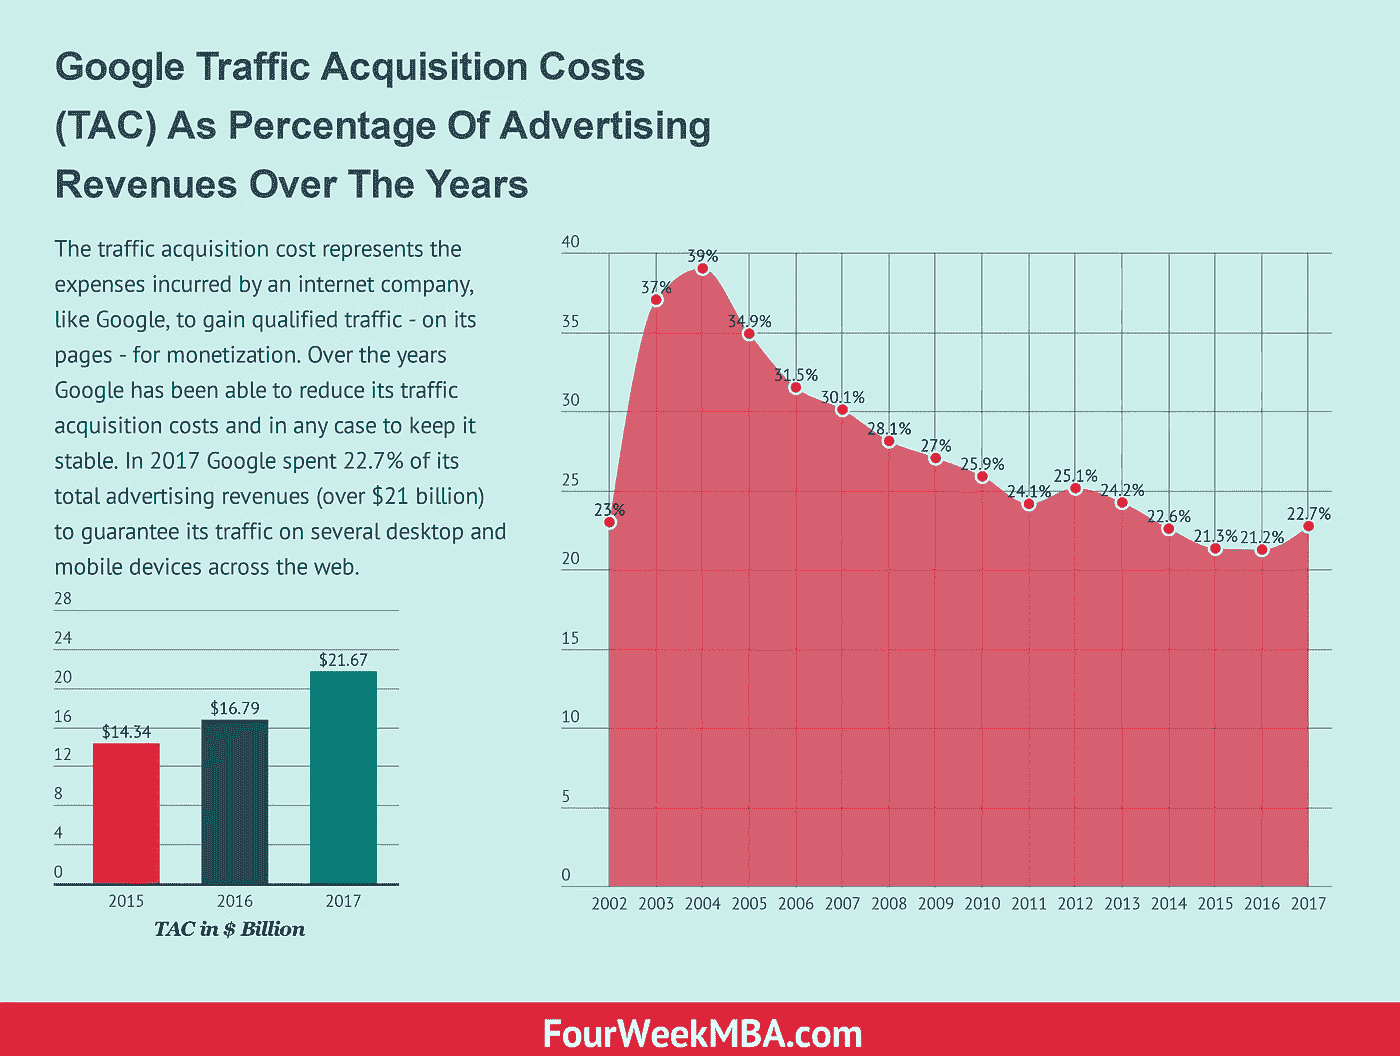 Google Traffic Acquisition Costs
(TAC) As Percentage Of Advertising
Revenues Over The Years
The traffic acquisition cost represents the
expenses incurred by an internet company,
like Google, to gain qualified traffic - on its
pages - for monetization. Over the years
Google has been able to reduce its traffic
acquisition costs and in any case to keep it
stable. In 2017 Google spent 22.7% of its
total advertising revenues (over $21 billion)
to guarantee its traffic on several desktop and
mobile devices across the web.
28
24
20
16
12
8
4
0
$14.34
$16.79
$21.67
2015 2016 2017
TAC in $ Billion
40
35
30
25
20
15
10
5
0
23%
37%
39%
34.9%
31.5%
30.1%
28.1%
27%
25.9%
24.1%
25.1%
24.2%
22.6%
21.3%
21.2%
22.7%
2002 2003 2004 2005 2006 2007 2008 2009 2010 2011 2012 2013 2014 2015 2016 2017
FourWeekMBA.com